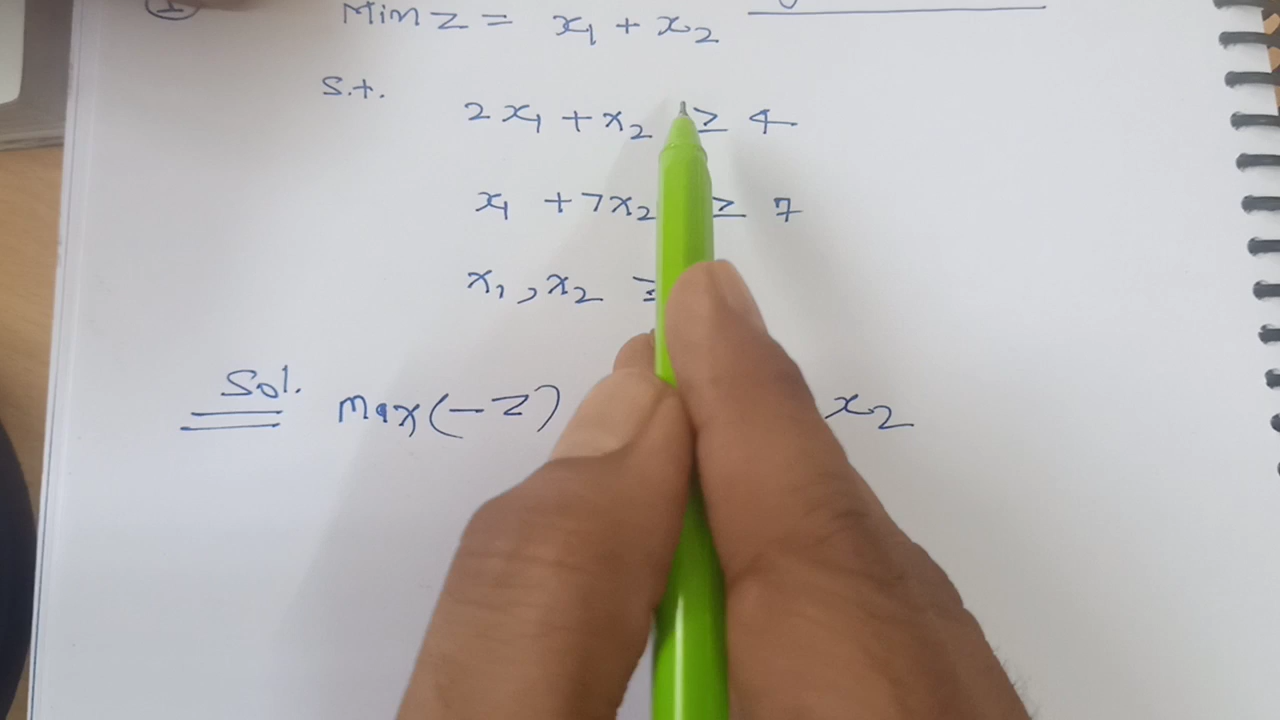 Min Z = x₁ + x₂
S.t.
2x₁ + x₂ ≥ 4
x₁ + 7x₂ ≥ 7
x₁, x₂ ≥
Sol. Max(-Z) x₂